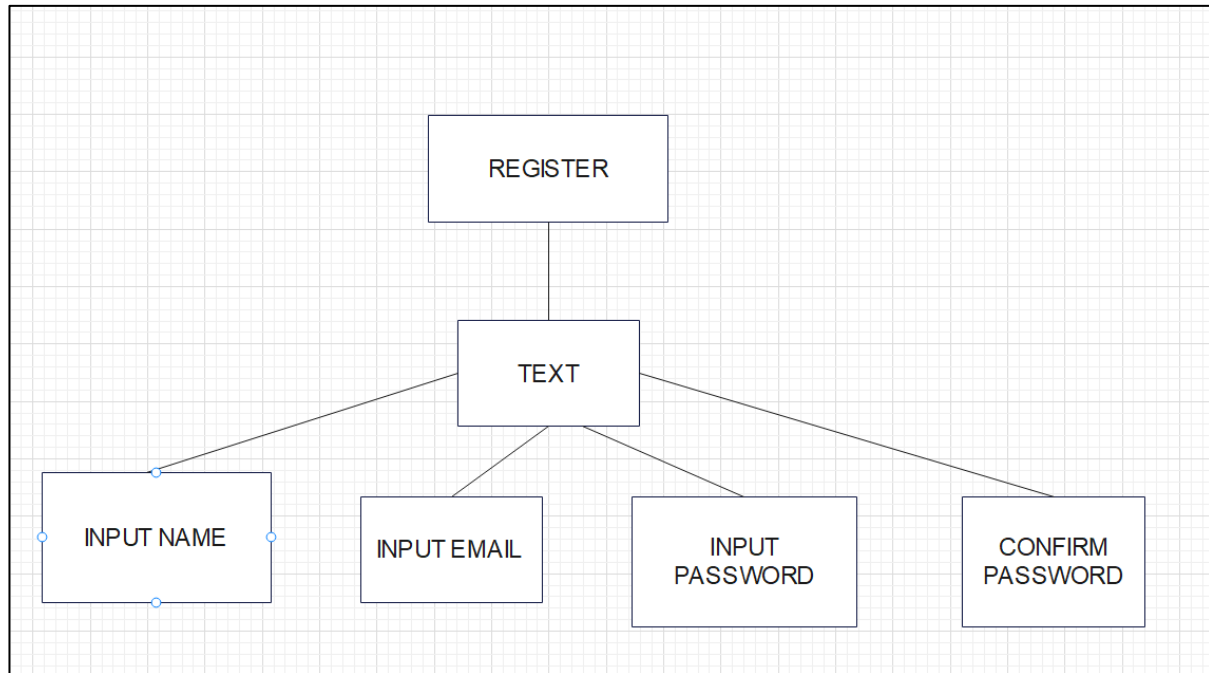 REGISTER
TEXT
INPUT NAME
INPUT EMAIL
INPUT
PASSWORD
CONFIRM
PASSWORD